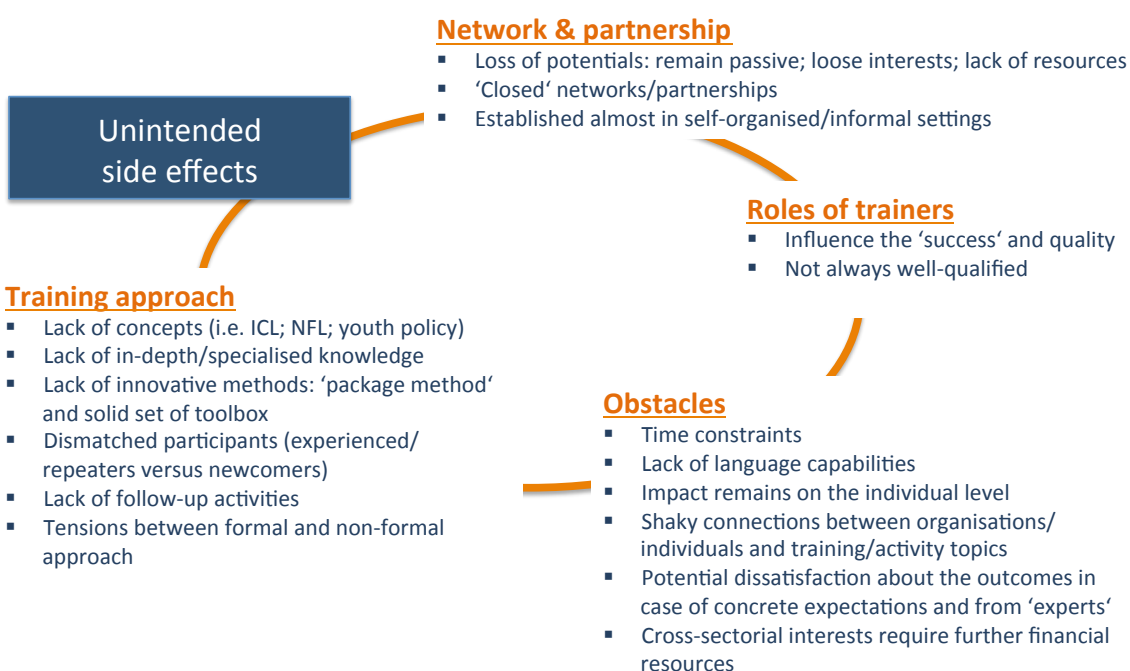 Network & partnership
▪ Loss of potentials: remain passive; loose interests; lack of resources
▪ ‘Closed‘ networks/partnerships
▪ Established almost in self-organised/informal settings
Unintended
side effects
Roles of trainers
▪ Influence the ‘success‘ and quality
▪ Not always well-qualified
Training approach
▪ Lack of concepts (i.e. ICL; NFL; youth policy)
▪ Lack of in-depth/specialised knowledge
▪ Lack of innovative methods: ‘package method‘
and solid set of toolbox
▪ Dismatched participants (experienced/
repeaters versus newcomers)
▪ Lack of follow-up activities
▪ Tensions between formal and non-formal
approach
Obstacles
▪ Time constraints
▪ Lack of language capabilities
▪ Impact remains on the individual level
▪ Shaky connections between organisations/
individuals and training/activity topics
▪ Potential dissatisfaction about the outcomes in
case of concrete expectations and from ‘experts‘
▪ Cross-sectorial interests require further financial
resources